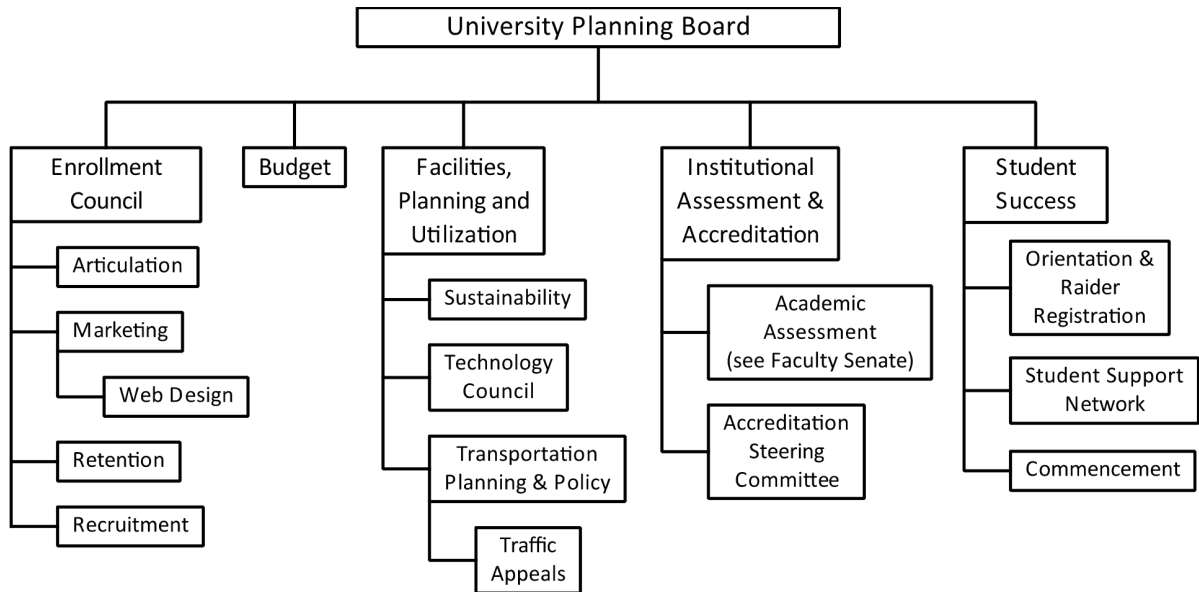 University Planning Board
Enrollment
Council
Articulation
Marketing
Web Design
Retention
Recruitment
Budget
Facilities,
Planning and
Utilization
Sustainability
Technology
Council
Transportation
Planning & Policy
Traffic
Appeals
Institutional
Assessment &
Accreditation
Academic
Assessment
(see Faculty Senate)
Accreditation
Steering
Committee
Student
Success
Orientation &
Raider
Registration
Student Support
Network
Commencement